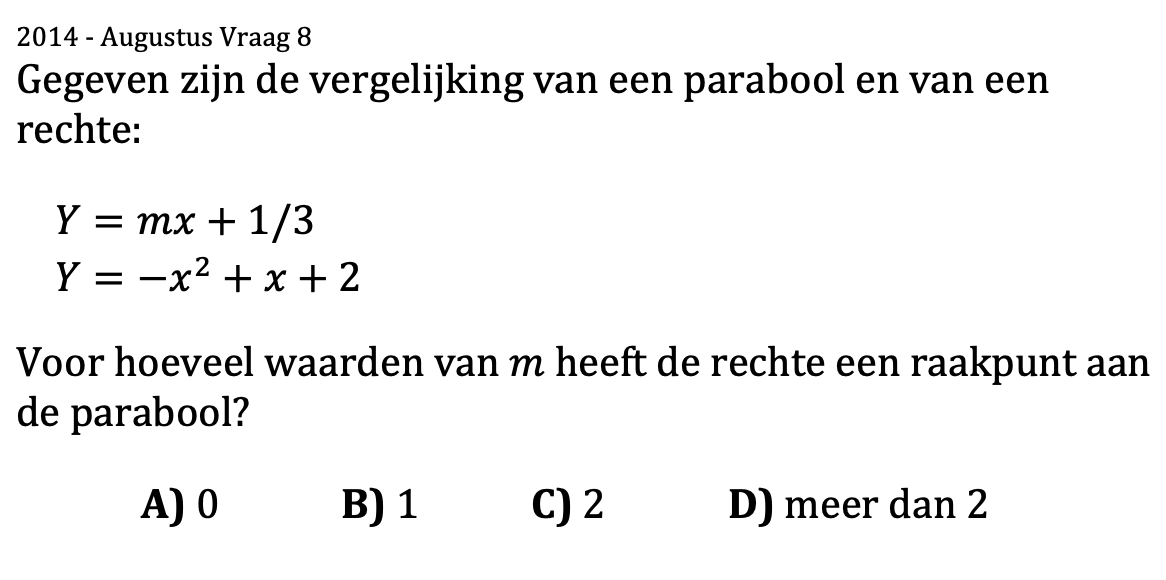 2014 - Augustus Vraag 8
Gegeven zijn de vergelijking van een parabool en van een
rechte:
Y = mx + 1/3
Y = −x² + x + 2
Voor hoeveel waarden van m heeft de rechte een raakpunt aan
de parabool?
A) 0 B) 1 C) 2 D) meer dan 2